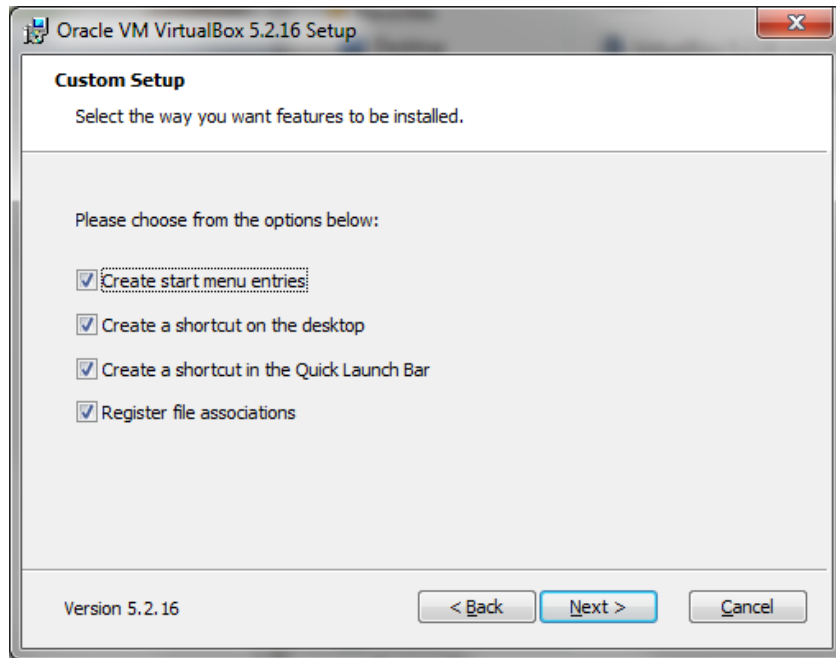 Oracle VM VirtualBox 5.2.16 Setup
Custom Setup
Select the way you want features to be installed.
Please choose from the options below:
Create start menu entries
Create a shortcut on the desktop
Create a shortcut in the Quick Launch Bar
Register file associations
Version 5.2.16
< Back
Next >
Cancel